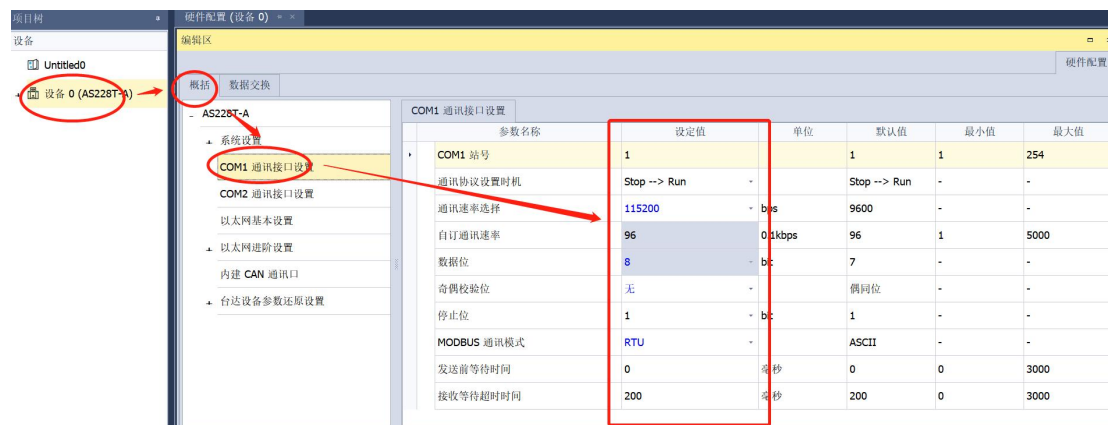 项目树
硬件配置 (设备 0)
设备
编辑区
Untitled0
硬件配置
设备 0 (AS228T-A)
概括
数据交换
AS228T-A
COM1 通讯接口设置
系统设置
参数名称 设定值 单位 默认值 最小值 最大值
COM1 通讯接口设置
COM1 站号 1 1 1 254
COM2 通讯接口设置
通讯协议设置时机 Stop --> Run Stop --> Run - -
以太网基本设置
通讯速率选择 115200 bps 9600 - -
以太网进阶设置
自订通讯速率 96 0.1kbps 96 1 5000
内建 CAN 通讯口
数据位 8 bit 7 - -
台达设备参数还原设置
奇偶校验位 无 偶同位 - -
停止位 1 bit 1 - -
MODBUS 通讯模式 RTU ASCII - -
发送前等待时间 0 毫秒 0 0 3000
接收等待超时时间 200 毫秒 200 0 3000